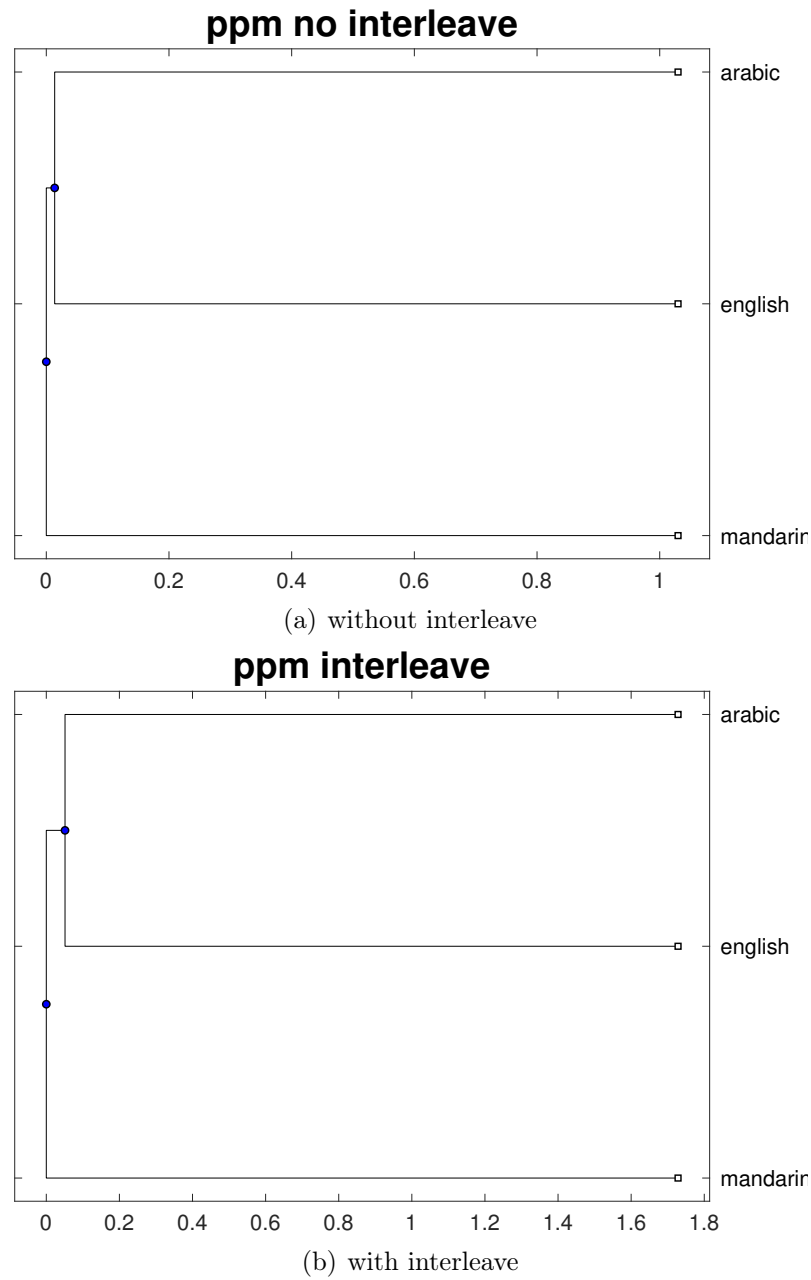 ppm no interleave
arabic
english
mandarin
0 0.2 0.4 0.6 0.8 1
(a) without interleave
ppm interleave
arabic
english
mandarin
0 0.2 0.4 0.6 0.8 1 1.2 1.4 1.6 1.8
(b) with interleave